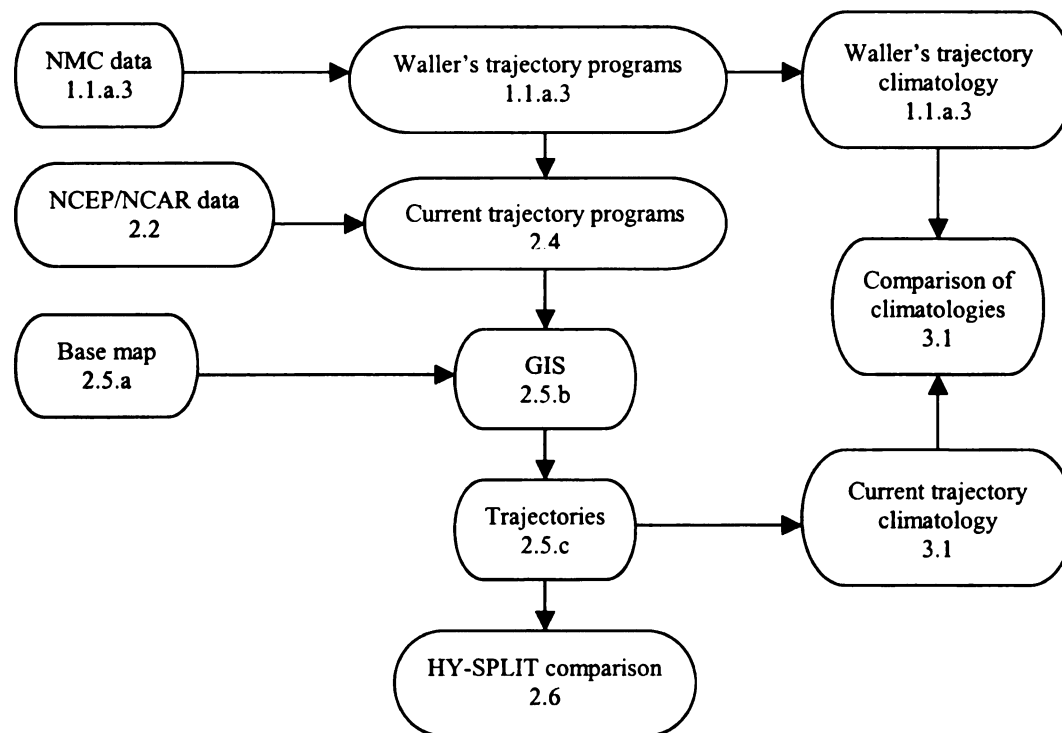 NMC data
1.1.a.3
Waller's trajectory programs
1.1.a.3
Waller's trajectory
climatology
1.1.a.3
NCEP/NCAR data
2.2
Current trajectory programs
2.4
Comparison of
climatologies
3.1
Base map
2.5.a
GIS
2.5.b
Trajectories
2.5.c
Current trajectory
climatology
3.1
HY-SPLIT comparison
2.6